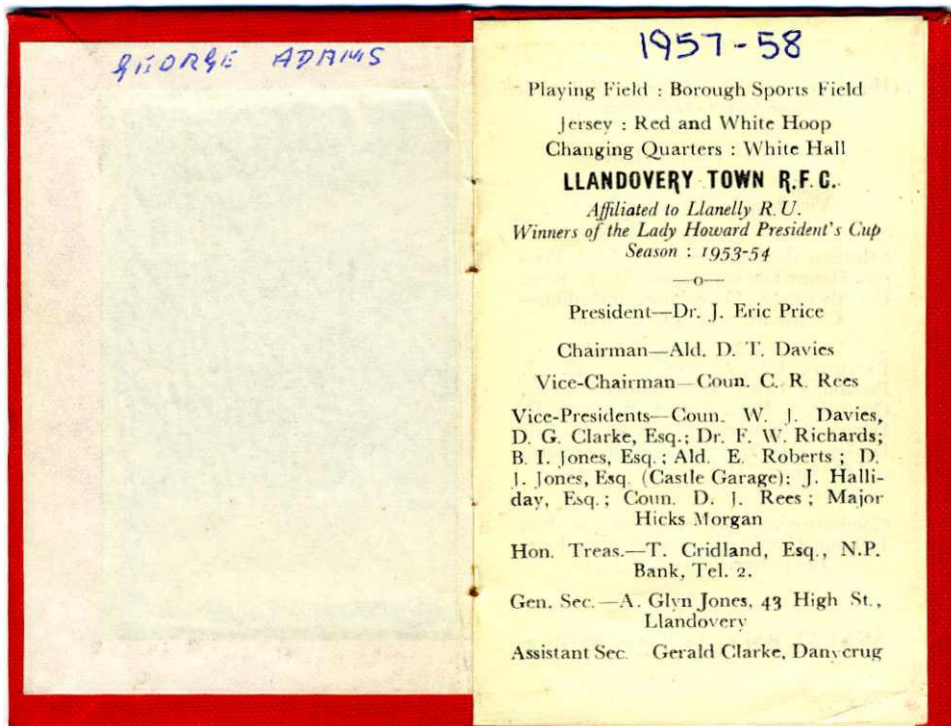 GEORGE ADAMS
1957-58
Playing Field : Borough Sports Field
Jersey : Red and White Hoop
Changing Quarters : White Hall
LLANDOVERY TOWN R.F.C.
Affiliated to Llanelly R.U.
Winners of the Lady Howard President's Cup
Season : 1953-54
—o—
President—Dr. J. Eric Price
Chairman—Ald. D. T. Davies
Vice-Chairman—Coun. C. R. Rees
Vice-Presidents—Coun. W. J. Davies,
D. G. Clarke, Esq.; Dr. F. W. Richards;
B. I. Jones, Esq.; Ald. E. Roberts ; D.
J. Jones, Esq. (Castle Garage); J. Halli-
day, Esq.; Coun. D. J. Rees ; Major
Hicks Morgan
Hon. Treas.—T. Cridland, Esq., N.P.
Bank, Tel. 2.
Gen. Sec.—A. Glyn Jones, 43 High St.,
Llandovery
Assistant Sec. Gerald Clarke, Danycrug